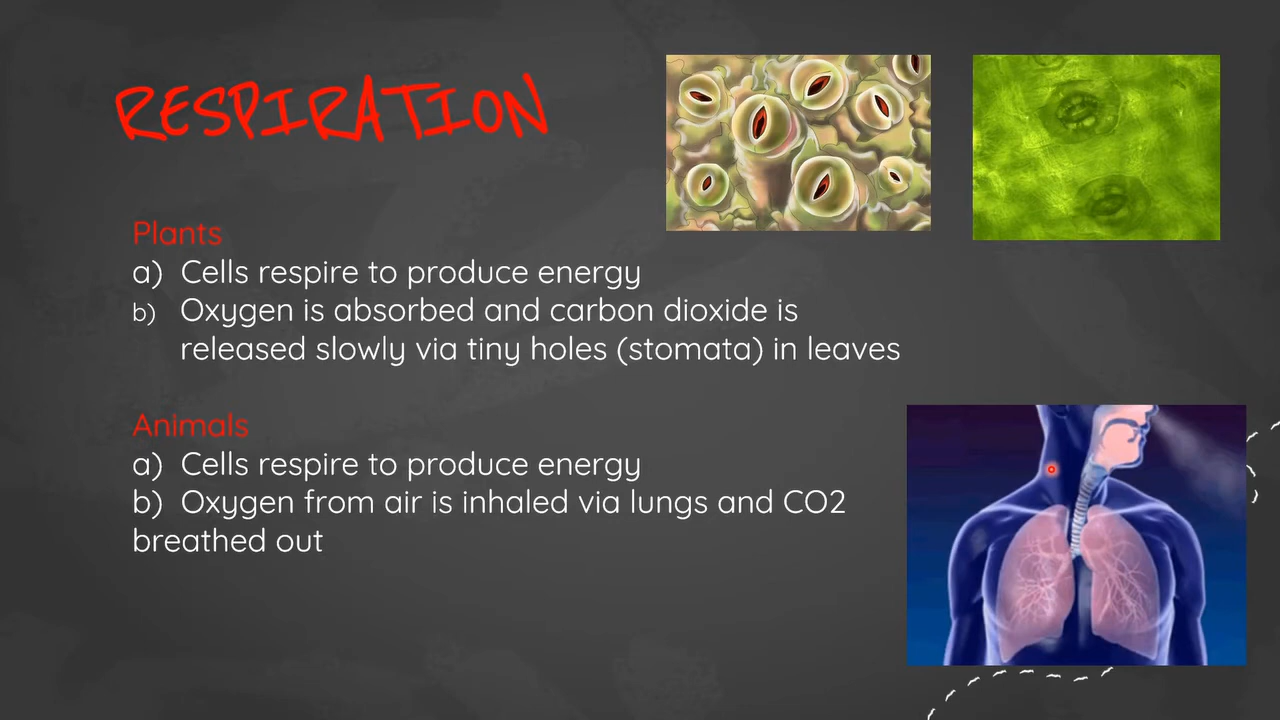 RESPIRATION
Plants
a) Cells respire to produce energy
b) Oxygen is absorbed and carbon dioxide is
released slowly via tiny holes (stomata) in leaves
Animals
a) Cells respire to produce energy
b) Oxygen from air is inhaled via lungs and CO2
breathed out